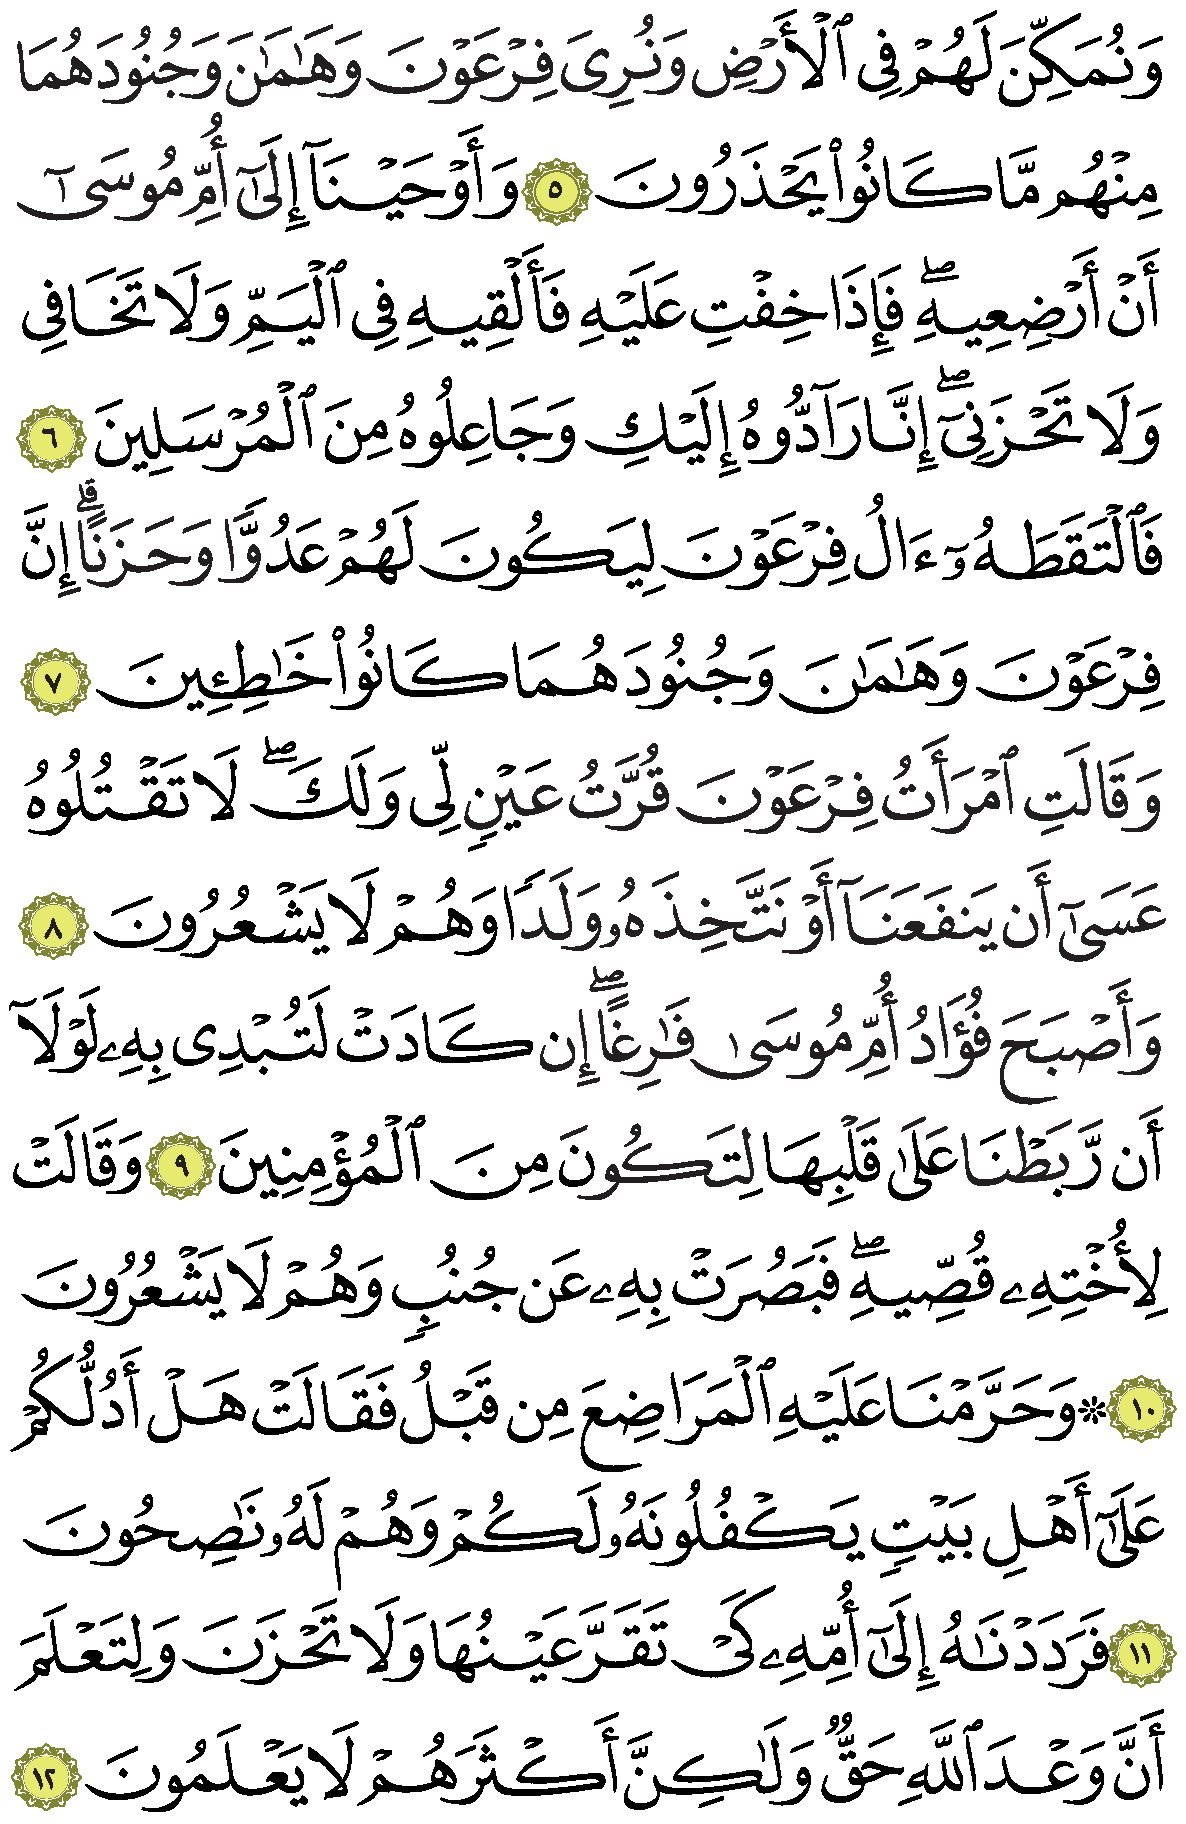 وَنُمَكِّنَ لَهُمْ فِي ٱلْأَرْضِ وَنُرِىَ فِرْعَوْنَ وَهَٰمَٰنَ وَجُنُودَهُمَا
مِنْهُم مَّا كَانُوا۟ يَحْذَرُونَ ٥ وَأَوْحَيْنَآ إِلَىٰٓ أُمِّ مُوسَىٰٓ
أَنْ أَرْضِعِيهِ ۖ فَإِذَا خِفْتِ عَلَيْهِ فَأَلْقِيهِ فِى ٱلْيَمِّ وَلَا تَخَافِى
وَلَا تَحْزَنِىٓ ۖ إِنَّا رَآدُّوهُ إِلَيْكِ وَجَاعِلُوهُ مِنَ ٱلْمُرْسَلِينَ ٦
فَٱلْتَقَطَهُۥٓ ءَالُ فِرْعَوْنَ لِيَكُونَ لَهُمْ عَدُوًّا وَحَزَنًا ۗ إِنَّ
فِرْعَوْنَ وَهَٰمَٰنَ وَجُنُودَهُمَا كَانُوا۟ خَٰطِـِٔينَ ٧
وَقَالَتِ ٱمْرَأَتُ فِرْعَوْنَ قُرَّتُ عَيْنٍ لِّى وَلَكَ ۖ لَا تَقْتُلُوهُ
عَسَىٰٓ أَن يَنفَعَنَآ أَوْ نَتَّخِذَهُۥ وَلَدًا وَهُمْ لَا يَشْعُرُونَ ٨
وَأَصْبَحَ فُؤَادُ أُمِّ مُوسَىٰ فَٰرِغًا ۖ إِن كَادَتْ لَتُبْدِى بِهِۦ لَوْلَآ
أَن رَّبَطْنَا عَلَىٰ قَلْبِهَا لِتَكُونَ مِنَ ٱلْمُؤْمِنِينَ ٩ وَقَالَتْ
لِأُخْتِهِۦ قُصِّيهِ ۖ فَبَصُرَتْ بِهِۦ عَن جُنُبٍ وَهُمْ لَا يَشْعُرُونَ
١٠ ۞ وَحَرَّمْنَا عَلَيْهِ ٱلْمَرَاضِعَ مِن قَبْلُ فَقَالَتْ هَلْ أَدُلُّكُمْ
عَلَىٰٓ أَهْلِ بَيْتٍ يَكْفُلُونَهُۥ لَكُمْ وَهُمْ لَهُۥ نَٰصِحُونَ
١١ فَرَدَدْنَٰهُ إِلَىٰٓ أُمِّهِۦ كَىْ تَقَرَّ عَيْنُهَا وَلَا تَحْزَنَ وَلِتَعْلَمَ
أَنَّ وَعْدَ ٱللَّهِ حَقٌّ وَلَٰكِنَّ أَكْثَرَهُمْ لَا يَعْلَمُونَ ١٢